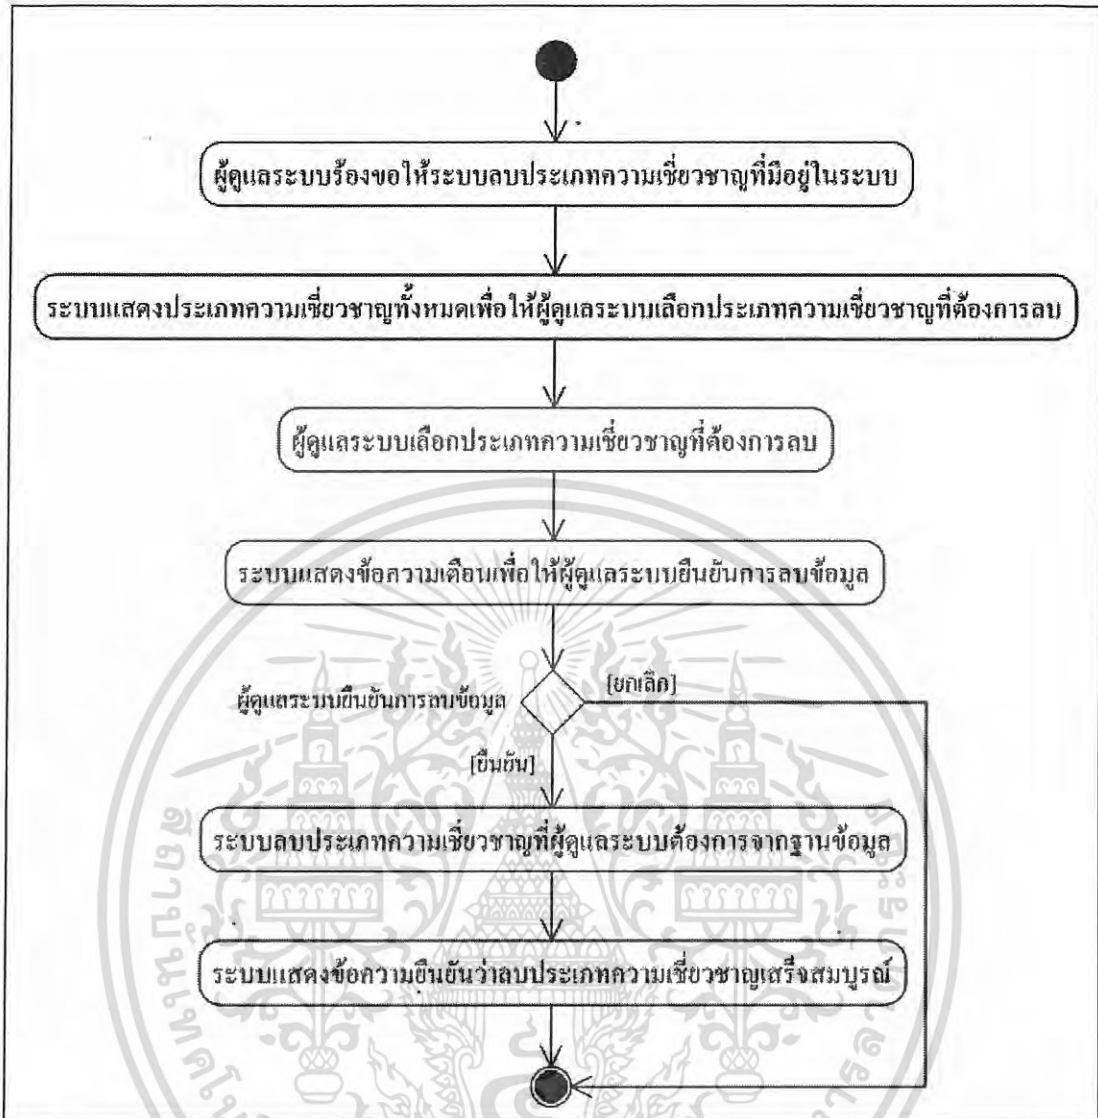 ผู้ดูแลระบบร้องขอให้ระบบลบประเภทความเชี่ยวชาญที่มีอยู่ในระบบ
ระบบแสดงประเภทความเชี่ยวชาญทั้งหมดเพื่อให้ผู้ดูแลระบบเลือกประเภทความเชี่ยวชาญที่ต้องการลบ
ผู้ดูแลระบบเลือกประเภทความเชี่ยวชาญที่ต้องการลบ
ระบบแสดงข้อความเตือนเพื่อให้ผู้ดูแลระบบยืนยันการลบข้อมูล
ผู้ดูแลระบบยืนยันการลบข้อมูล
[ยกเลิก]
[ยืนยัน]
ระบบลบประเภทความเชี่ยวชาญที่ผู้ดูแลระบบต้องการจากฐานข้อมูล
ระบบแสดงข้อความยืนยันว่าลบประเภทความเชี่ยวชาญเสร็จสมบูรณ์
สถาบันเทคโน